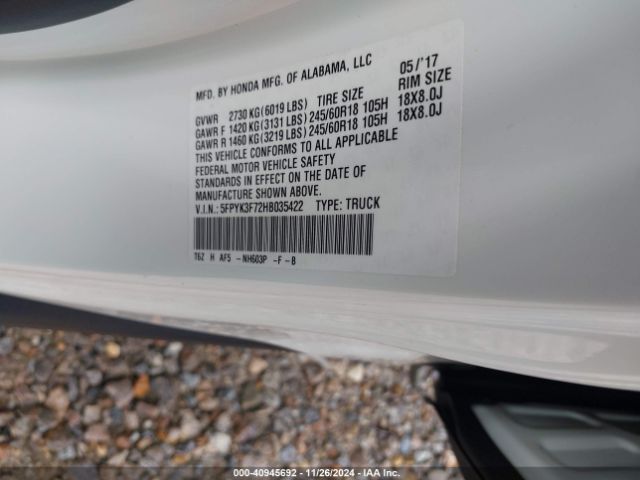 MFD. BY HONDA MFG. OF ALABAMA, LLC 05/'17
GVWR 2730 KG(6019 LBS) TIRE SIZE RIM SIZE
GAWR F 1420 KG(3131 LBS) 245/60R18 105H 18X8.0J
GAWR R 1460 KG(3219 LBS) 245/60R18 105H 18X8.0J
THIS VEHICLE CONFORMS TO ALL APPLICABLE
FEDERAL MOTOR VEHICLE SAFETY
STANDARDS IN EFFECT ON THE DATE OF
MANUFACTURE SHOWN ABOVE.
V.I.N.: 5FPYK3F72HB035422 TYPE: TRUCK
T6Z H AF5 -NH603P -F -B
000-40945692 - 11/26/2024 - IAA Inc.